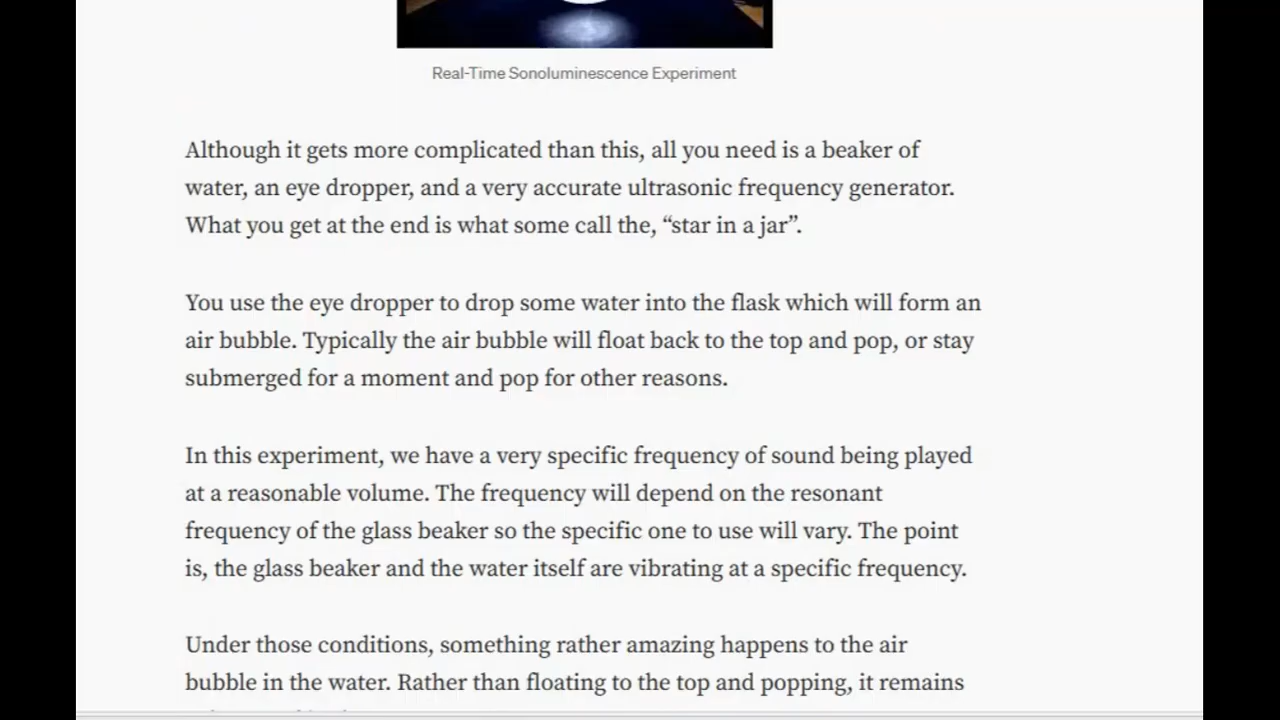 Real-Time Sonoluminescence Experiment
Although it gets more complicated than this, all you need is a beaker of
water, an eye dropper, and a very accurate ultrasonic frequency generator.
What you get at the end is what some call the, “star in a jar”.
You use the eye dropper to drop some water into the flask which will form an
air bubble. Typically the air bubble will float back to the top and pop, or stay
submerged for a moment and pop for other reasons.
In this experiment, we have a very specific frequency of sound being played
at a reasonable volume. The frequency will depend on the resonant
frequency of the glass beaker so the specific one to use will vary. The point
is, the glass beaker and the water itself are vibrating at a specific frequency.
Under those conditions, something rather amazing happens to the air
bubble in the water. Rather than floating to the top and popping, it remains